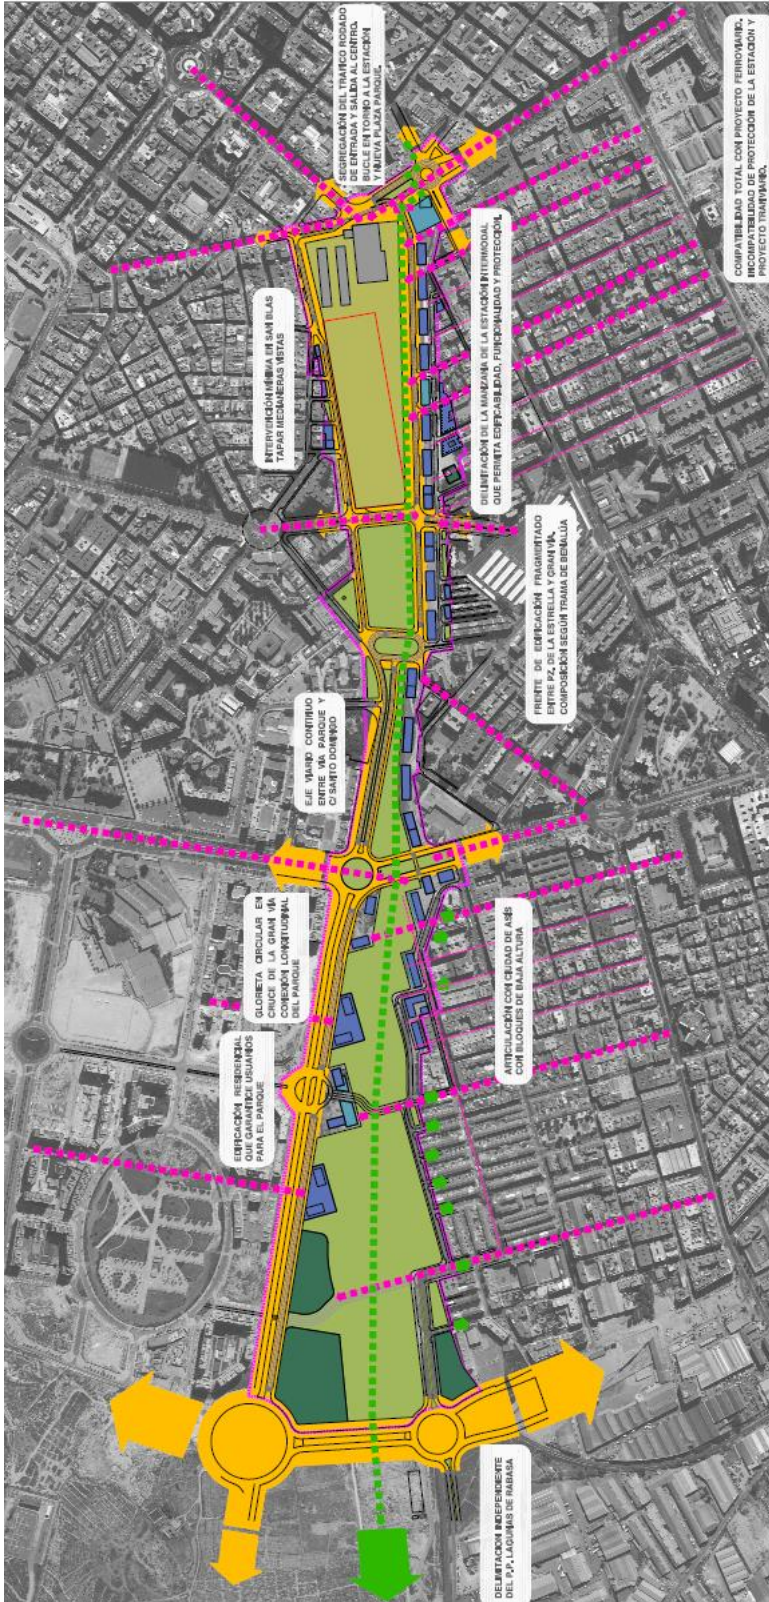 SEGREGACIÓN DEL TRAFICO RODADO
DE ENTRADA Y SALIDA AL CENTRO.
BUCLE EN TORNO A LA ESTACIÓN
Y NUEVA PLAZA PARQUE.
COMPATIBILIDAD TOTAL CON PROYECTO FERROVIARIO.
INCOMPATIBILIDAD DE PROTECCIÓN DE LA ESTACIÓN Y
PROYECTO TRANVIARIO.
INTERVENCIÓN MÍNIMA EN SAN BLAS
TAPAR MEDIANERAS VISTAS
DELIMITACIÓN DE LA MANZANA DE LA ESTACIÓN INTERMODAL
QUE PERMITA EDIFICABILIDAD, FUNCIONALIDAD Y PROTECCIÓN.
FRENTE DE EDIFICACIÓN FRAGMENTADO
ENTRE PZ. DE LA ESTRELLA Y GRAN VÍA.
COMPOSICIÓN SEGÚN TRAMA DE BENALÚA
EJE VIARIO CONTINUO
ENTRE VÍA PARQUE Y
C/ SANTO DOMINGO
GLORIETA CIRCULAR EN
CRUCE DE LA GRAN VÍA
CONEXIÓN LONGITUDINAL
DEL PARQUE
ARTICULACIÓN CON CIUDAD DE ASÍS
CON BLOQUES DE BAJA ALTURA
EDIFICACIÓN RESIDENCIAL
QUE GARANTICE USUARIOS
PARA EL PARQUE
DELIMITACIÓN INDEPENDIENTE
DEL P.P. LAGUNAS DE RABASA